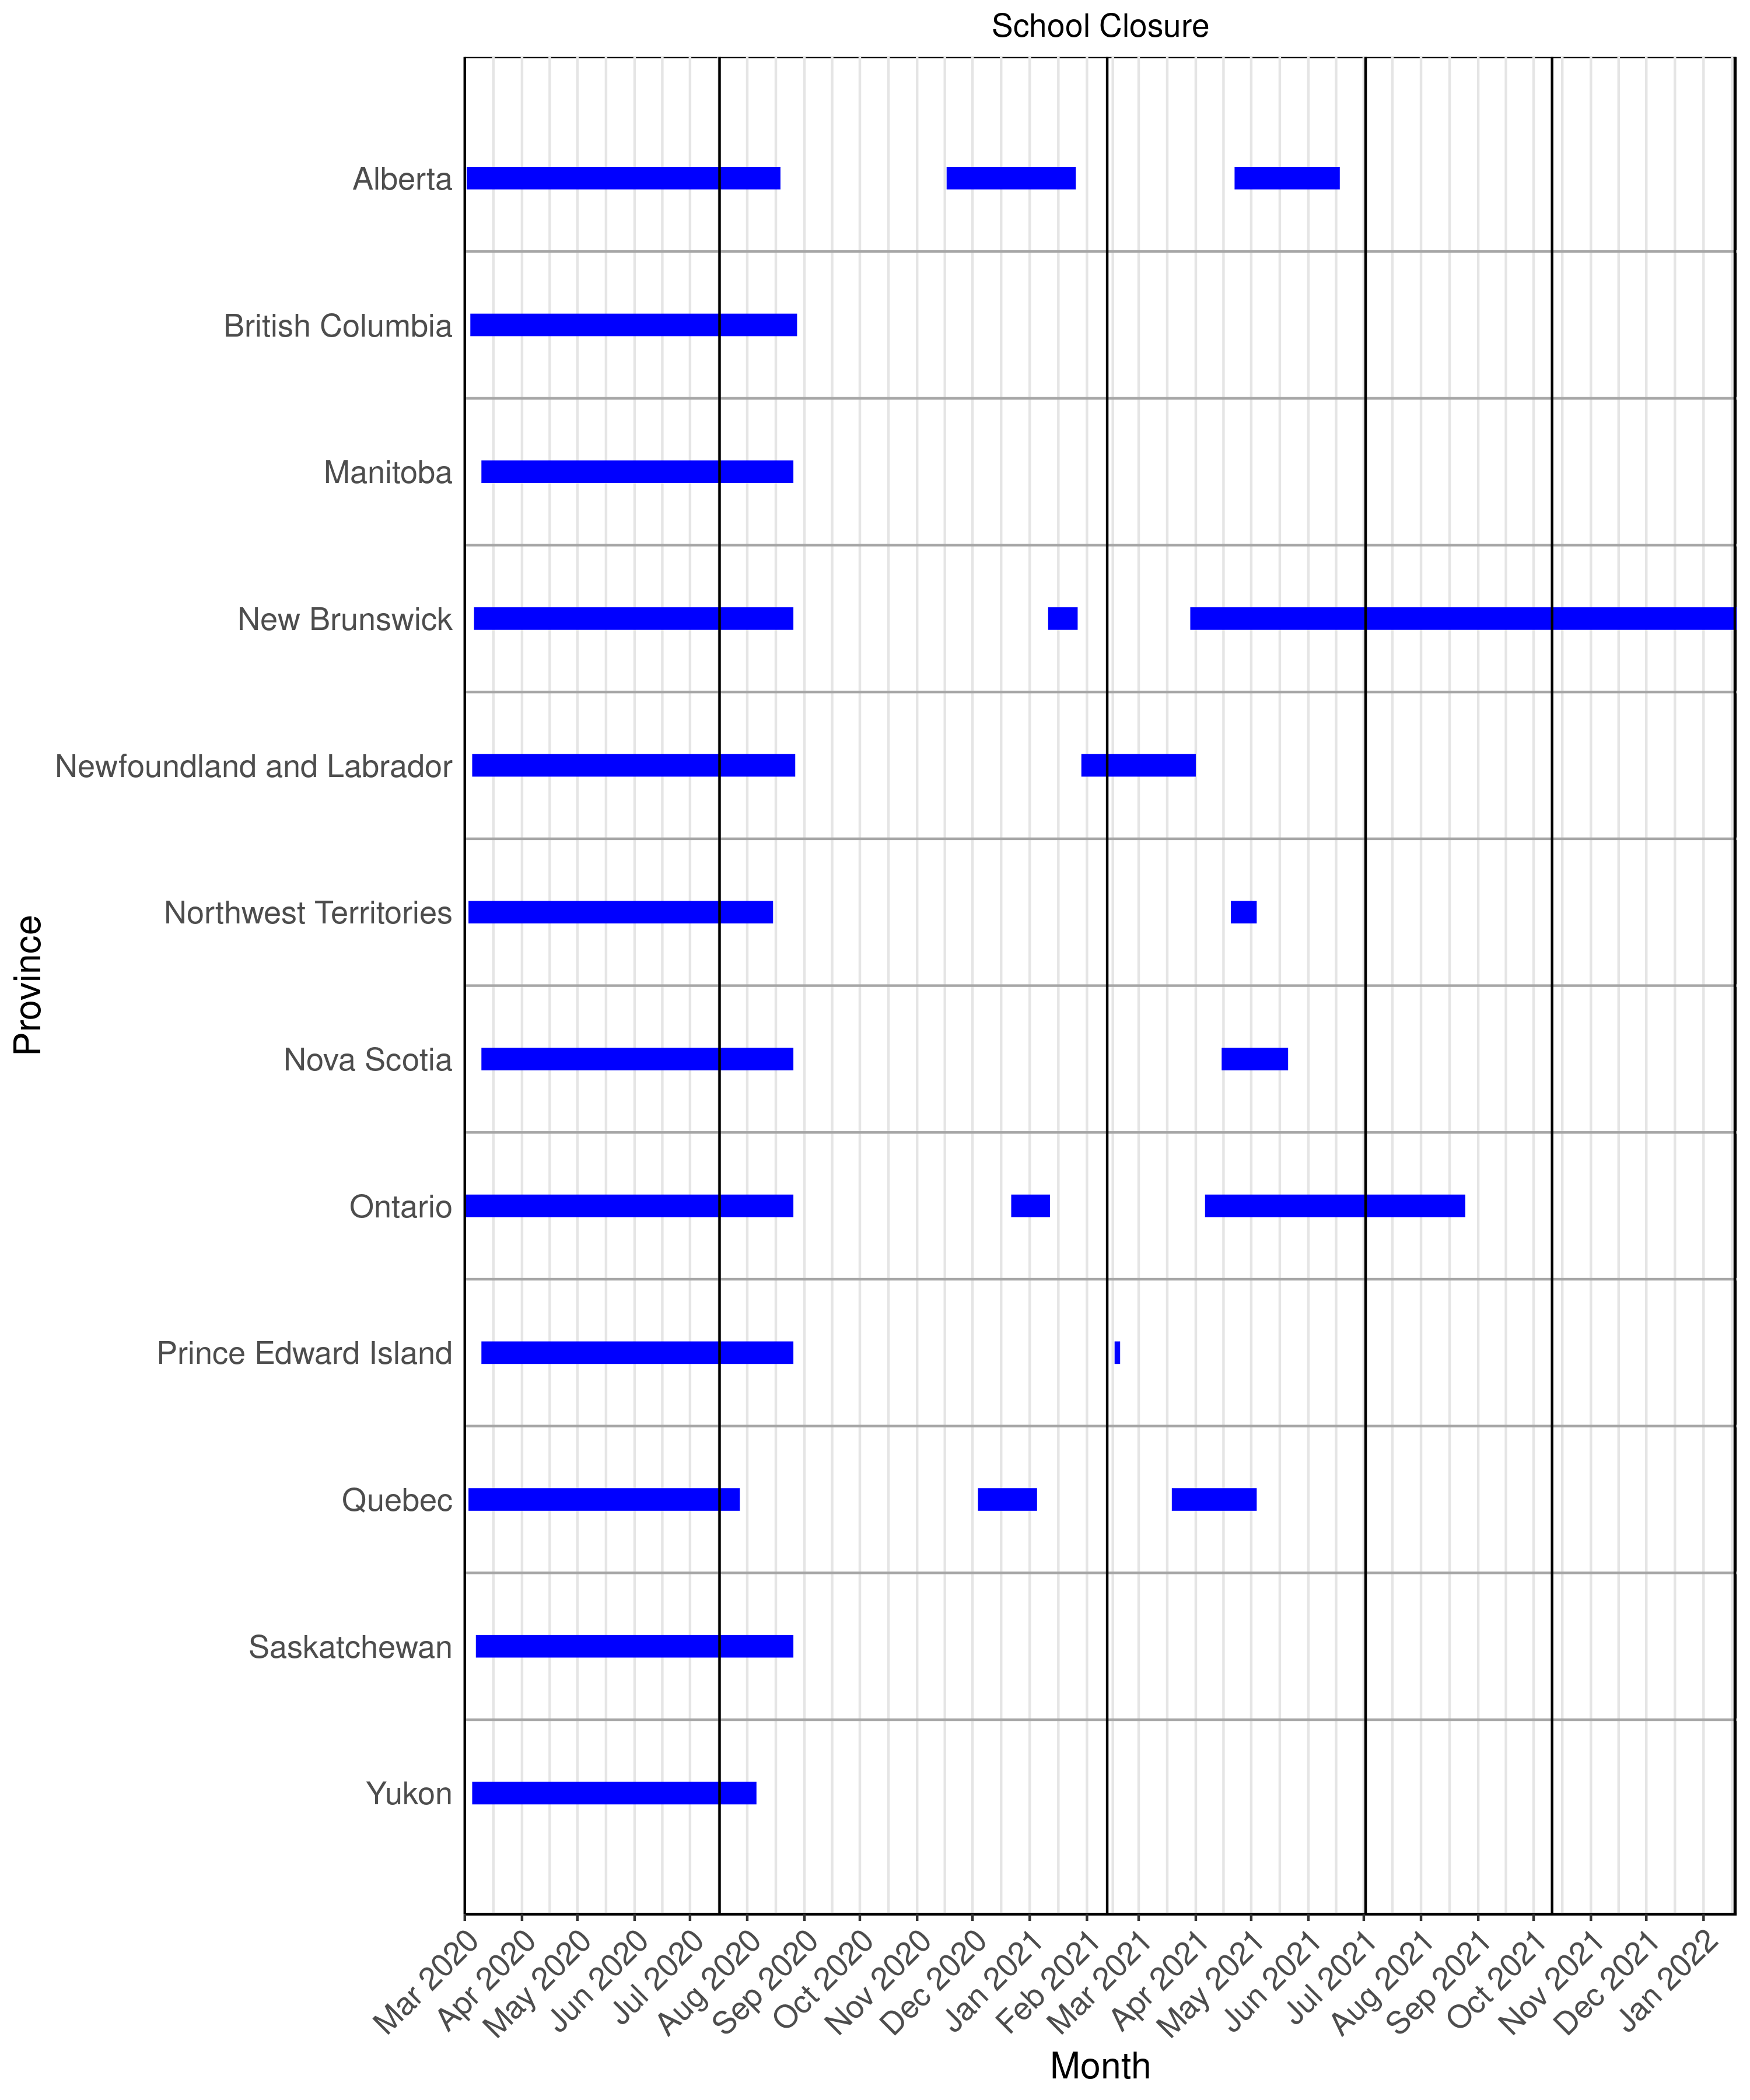 School Closure
Province
Alberta
British Columbia
Manitoba
New Brunswick
Newfoundland and Labrador
Northwest Territories
Nova Scotia
Ontario
Prince Edward Island
Quebec
Saskatchewan
Yukon
Mar 2020
Apr 2020
May 2020
Jun 2020
Jul 2020
Aug 2020
Sep 2020
Oct 2020
Nov 2020
Dec 2020
Jan 2021
Feb 2021
Mar 2021
Apr 2021
May 2021
Jun 2021
Jul 2021
Aug 2021
Sep 2021
Oct 2021
Nov 2021
Dec 2021
Jan 2022
Month